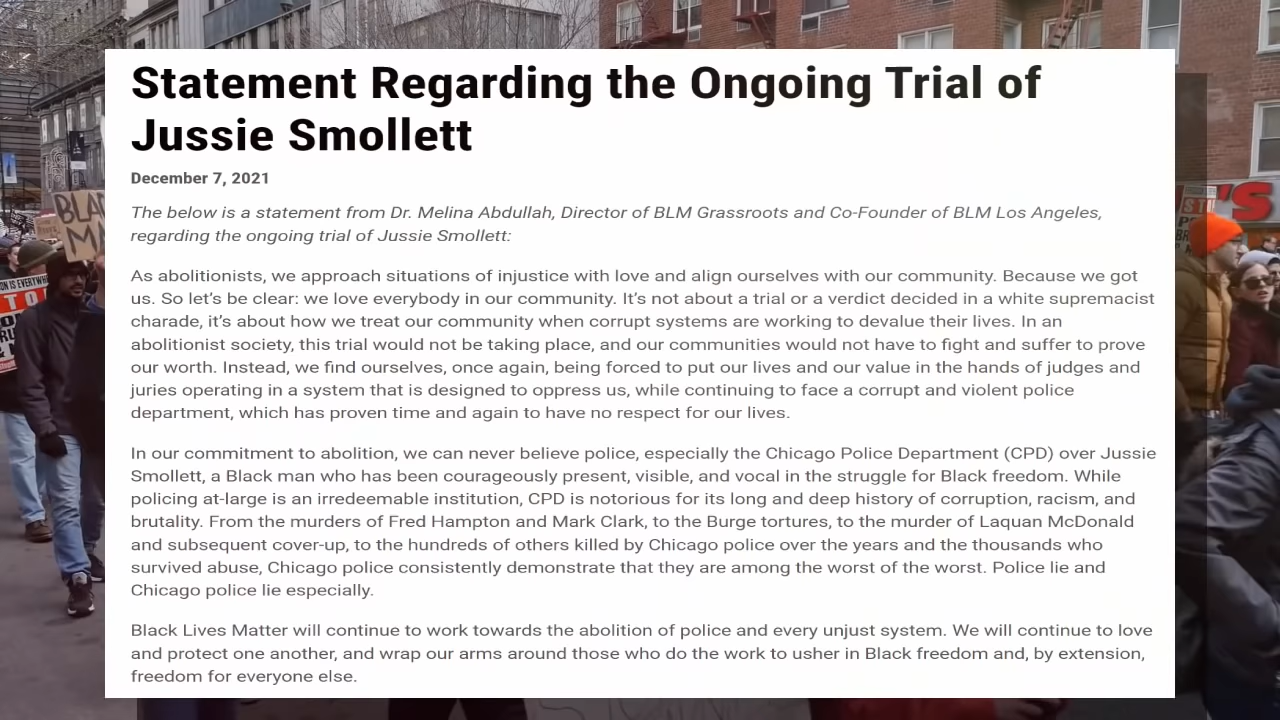 Statement Regarding the Ongoing Trial of
Jussie Smollett
December 7, 2021
The below is a statement from Dr. Melina Abdullah, Director of BLM Grassroots and Co-Founder of BLM Los Angeles,
regarding the ongoing trial of Jussie Smollett:
As abolitionists, we approach situations of injustice with love and align ourselves with our community. Because we got
us. So let's be clear: we love everybody in our community. It's not about a trial or a verdict decided in a white supremacist
charade, it's about how we treat our community when corrupt systems are working to devalue their lives. In an
abolitionist society, this trial would not be taking place, and our communities would not have to fight and suffer to prove
our worth. Instead, we find ourselves, once again, being forced to put our lives and our value in the hands of judges and
juries operating in a system that is designed to oppress us, while continuing to face a corrupt and violent police
department, which has proven time and again to have no respect for our lives.
In our commitment to abolition, we can never believe police, especially the Chicago Police Department (CPD) over Jussie
Smollett, a Black man who has been courageously present, visible, and vocal in the struggle for Black freedom. While
policing at-large is an irredeemable institution, CPD is notorious for its long and deep history of corruption, racism, and
brutality. From the murders of Fred Hampton and Mark Clark, to the Burge tortures, to the murder of Laquan McDonald
and subsequent cover-up, to the hundreds of others killed by Chicago police over the years and the thousands who
survived abuse, Chicago police consistently demonstrate that they are among the worst of the worst. Police lie and
Chicago police lie especially.
Black Lives Matter will continue to work towards the abolition of police and every unjust system. We will continue to love
and protect one another, and wrap our arms around those who do the work to usher in Black freedom and, by extension,
freedom for everyone else.